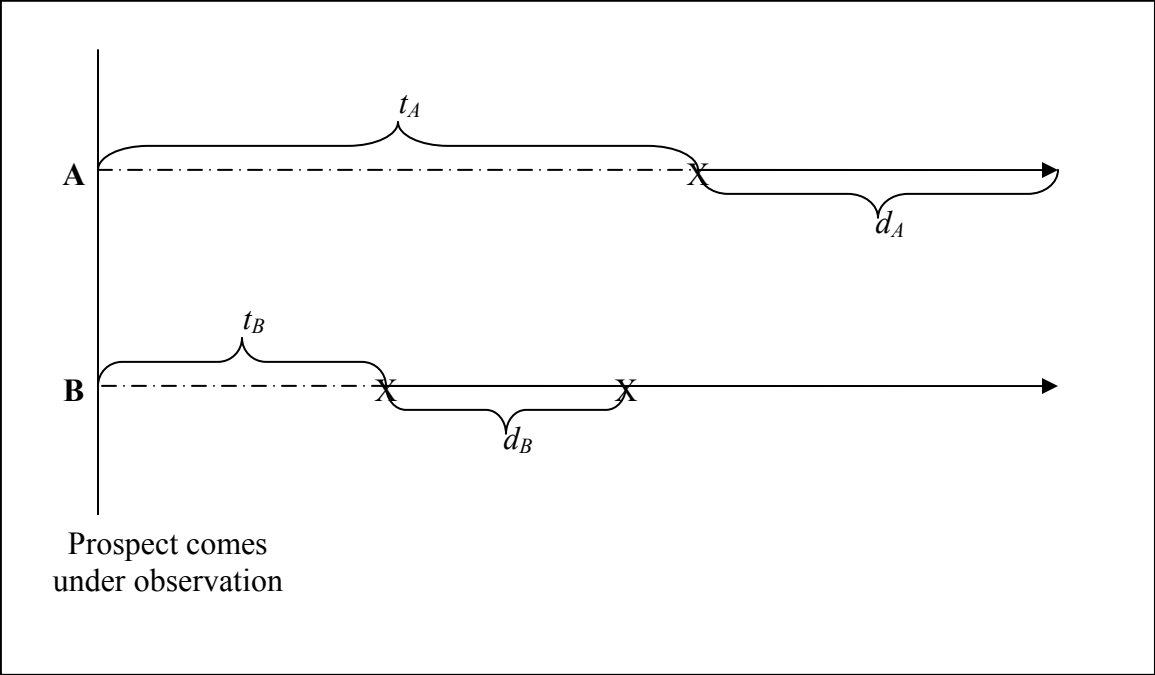 t_A
A X
d_A
t_B
B X X
d_B
Prospect comes
under observation